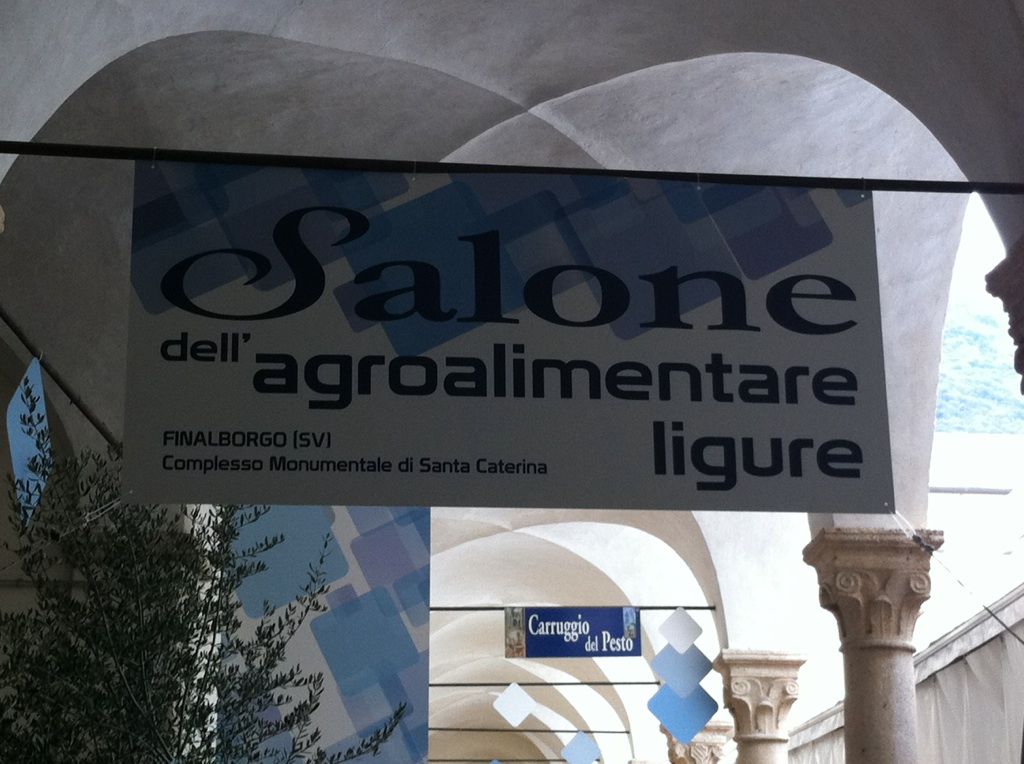 Salone
dell'agroalimentare
ligure
FINALBORGO (SV)
Complesso Monumentale di Santa Caterina
Carruggio
del Pesto